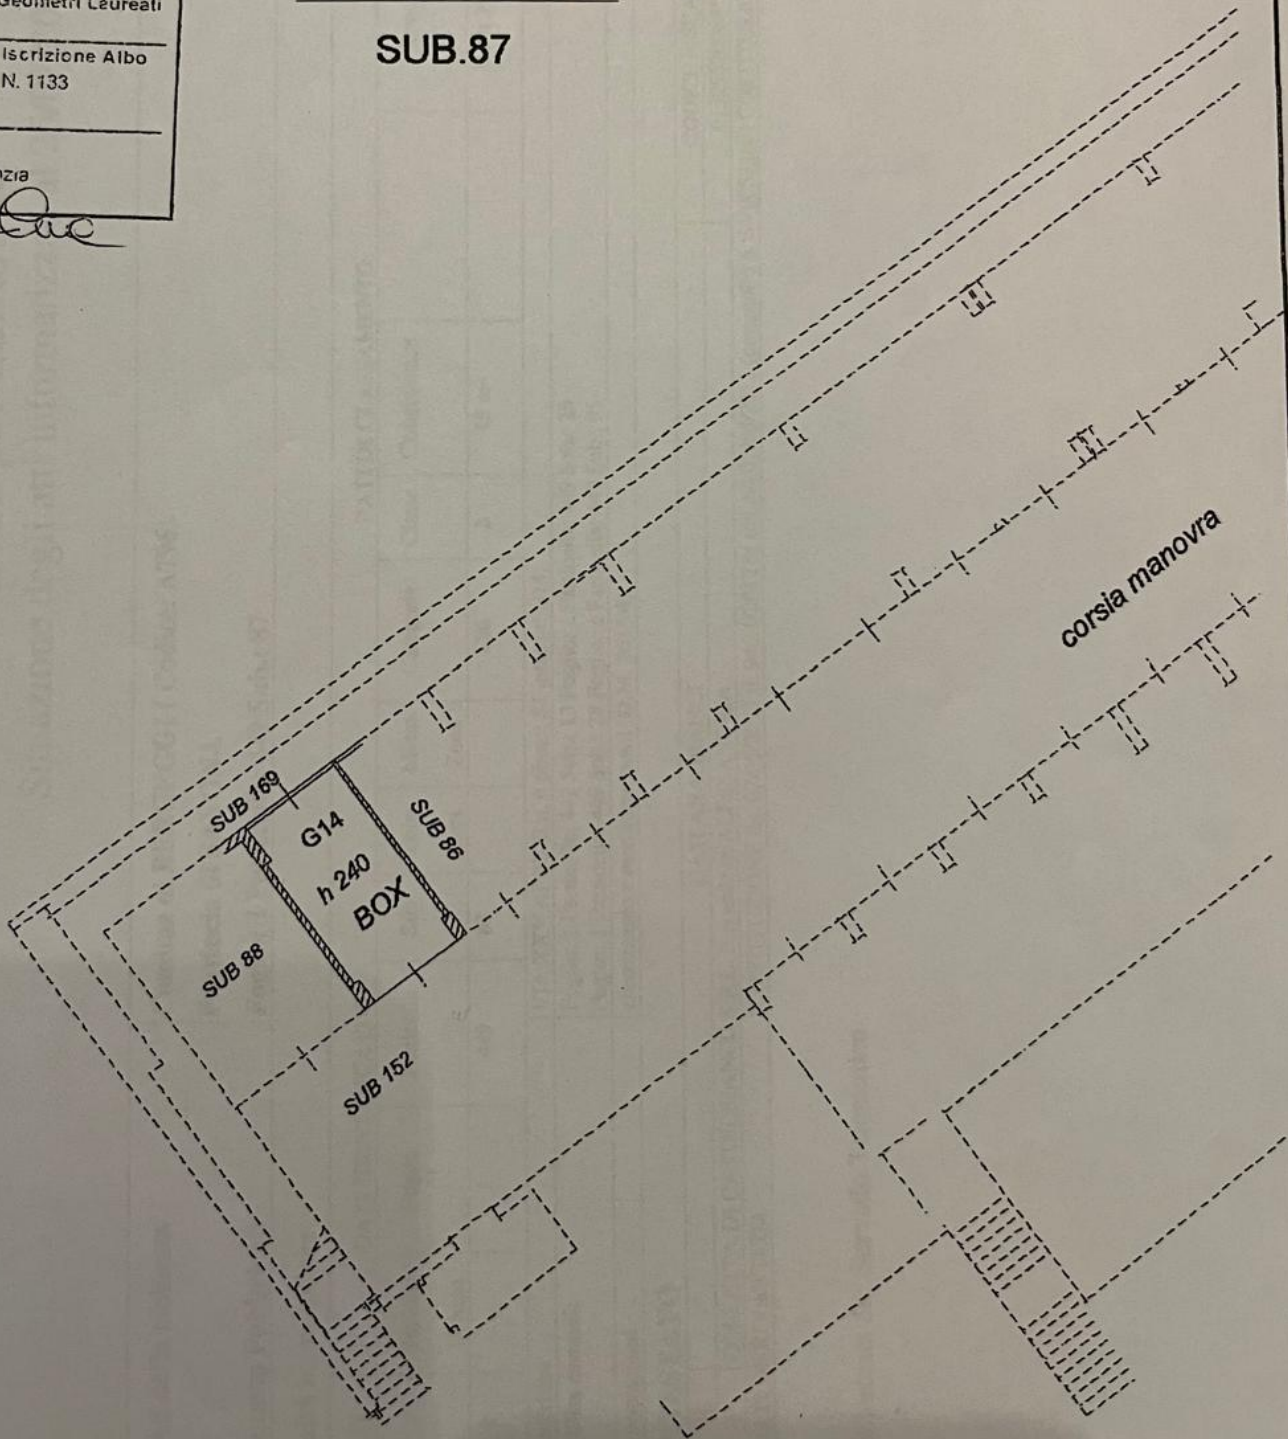 Geometri Laureati
Iscrizione Albo
N. 1133
SUB.87
corsia manovra
SUB 169
G14
h 240
BOX
SUB 86
SUB 88
SUB 152